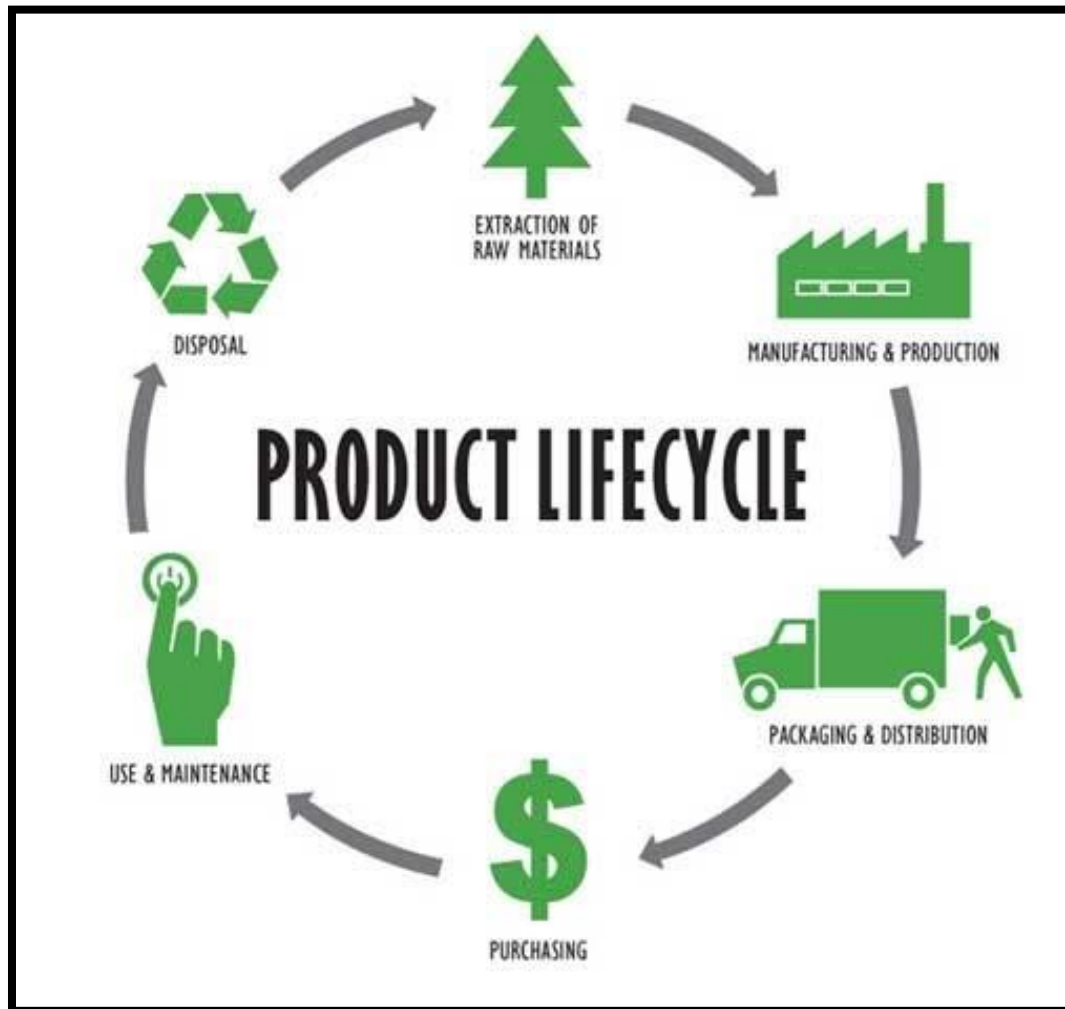 EXTRACTION OF
RAW MATERIALS
MANUFACTURING & PRODUCTION
PACKAGING & DISTRIBUTION
PURCHASING
USE & MAINTENANCE
DISPOSAL
PRODUCT LIFECYCLE